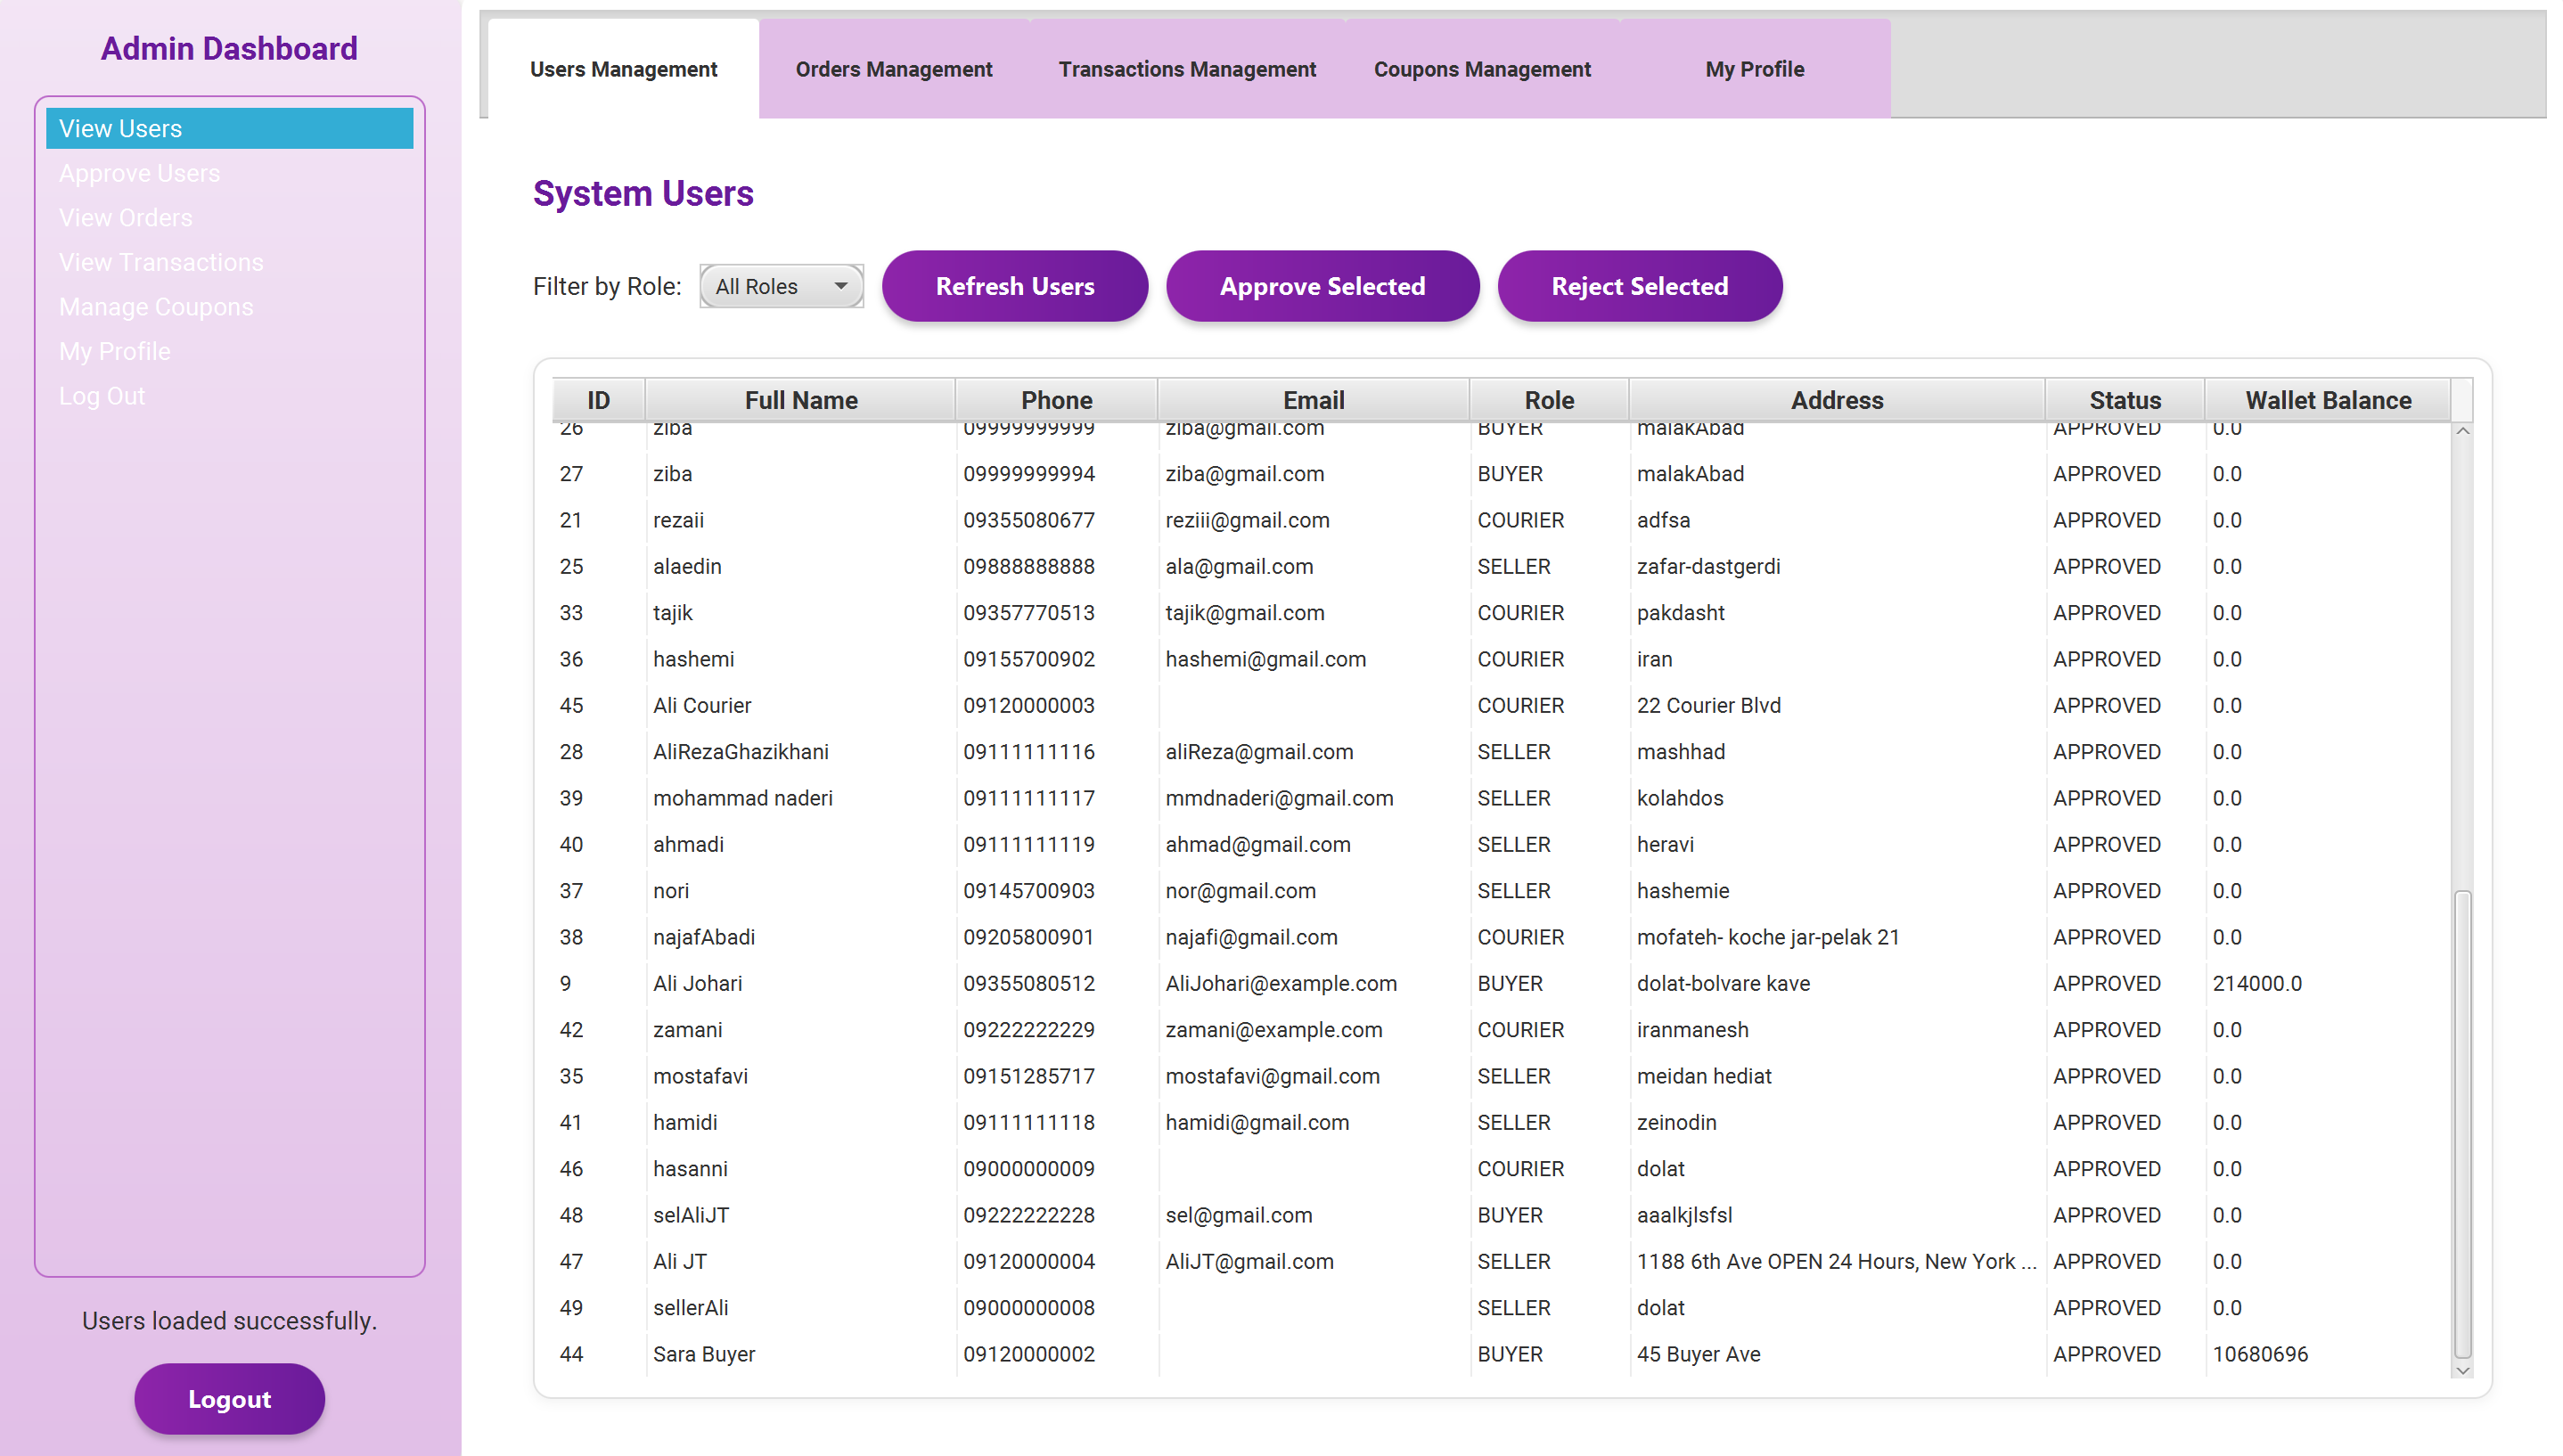 Admin Dashboard
View Users
Approve Users
View Orders
View Transactions
Manage Coupons
My Profile
Log Out
Users loaded successfully.
Logout
Users Management Orders Management Transactions Management Coupons Management My Profile
System Users
Filter by Role: All Roles Refresh Users Approve Selected Reject Selected
ID Full Name Phone Email Role Address Status Wallet Balance
26 ziba 09999999999 ziba@gmail.com BUYER malakAbad APPROVED 0.0
27 ziba 09999999994 ziba@gmail.com BUYER malakAbad APPROVED 0.0
21 rezaii 09355080677 reziii@gmail.com COURIER adfsa APPROVED 0.0
25 alaedin 09888888888 ala@gmail.com SELLER zafar-dastgerdi APPROVED 0.0
33 tajik 09357770513 tajik@gmail.com COURIER pakdasht APPROVED 0.0
36 hashemi 09155700902 hashemi@gmail.com COURIER iran APPROVED 0.0
45 Ali Courier 09120000003 COURIER 22 Courier Blvd APPROVED 0.0
28 AliRezaGhazikhani 09111111116 aliReza@gmail.com SELLER mashhad APPROVED 0.0
39 mohammad naderi 09111111117 mmdnaderi@gmail.com SELLER kolahdos APPROVED 0.0
40 ahmadi 09111111119 ahmad@gmail.com SELLER heravi APPROVED 0.0
37 nori 09145700903 nor@gmail.com SELLER hashemie APPROVED 0.0
38 najafAbadi 09205800901 najafi@gmail.com COURIER mofateh- koche jar-pelak 21 APPROVED 0.0
9 Ali Johari 09355080512 AliJohari@example.com BUYER dolat-bolvare kave APPROVED 214000.0
42 zamani 09222222229 zamani@example.com COURIER iranmanesh APPROVED 0.0
35 mostafavi 09151285717 mostafavi@gmail.com SELLER meidan hediat APPROVED 0.0
41 hamidi 09111111118 hamidi@gmail.com SELLER zeinodin APPROVED 0.0
46 hasanni 09000000009 COURIER dolat APPROVED 0.0
48 selAliJT 09222222228 sel@gmail.com BUYER aaalkjlsfsl APPROVED 0.0
47 Ali JT 09120000004 AliJT@gmail.com SELLER 1188 6th Ave OPEN 24 Hours, New York ... APPROVED 0.0
49 sellerAli 09000000008 SELLER dolat APPROVED 0.0
44 Sara Buyer 09120000002 BUYER 45 Buyer Ave APPROVED 10680696